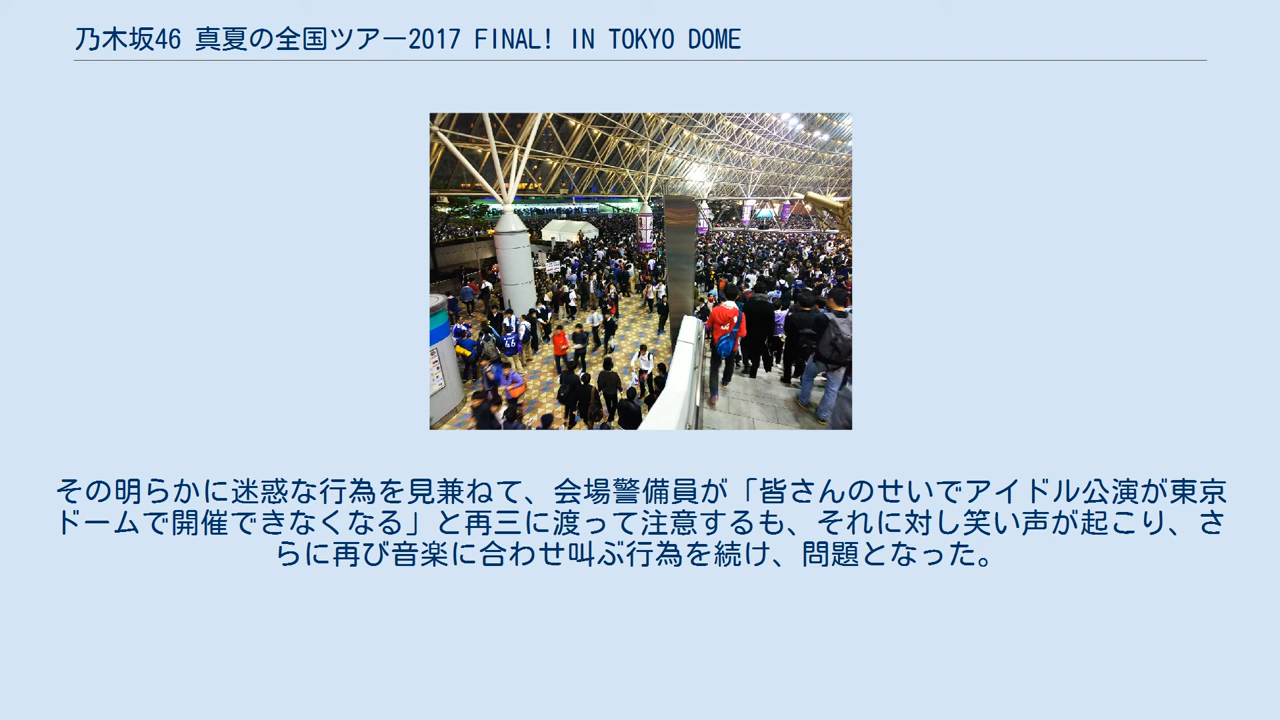 乃木坂46 真夏の全国ツアー2017 FINAL! IN TOKYO DOME
46
その明らかに迷惑な行為を見兼ねて、会場警備員が「皆さんのせいでアイドル公演が東京
ドームで開催できなくなる」と再三に渡って注意するも、それに対し笑い声が起こり、さ
らに再び音楽に合わせ叫ぶ行為を続け、問題となった。